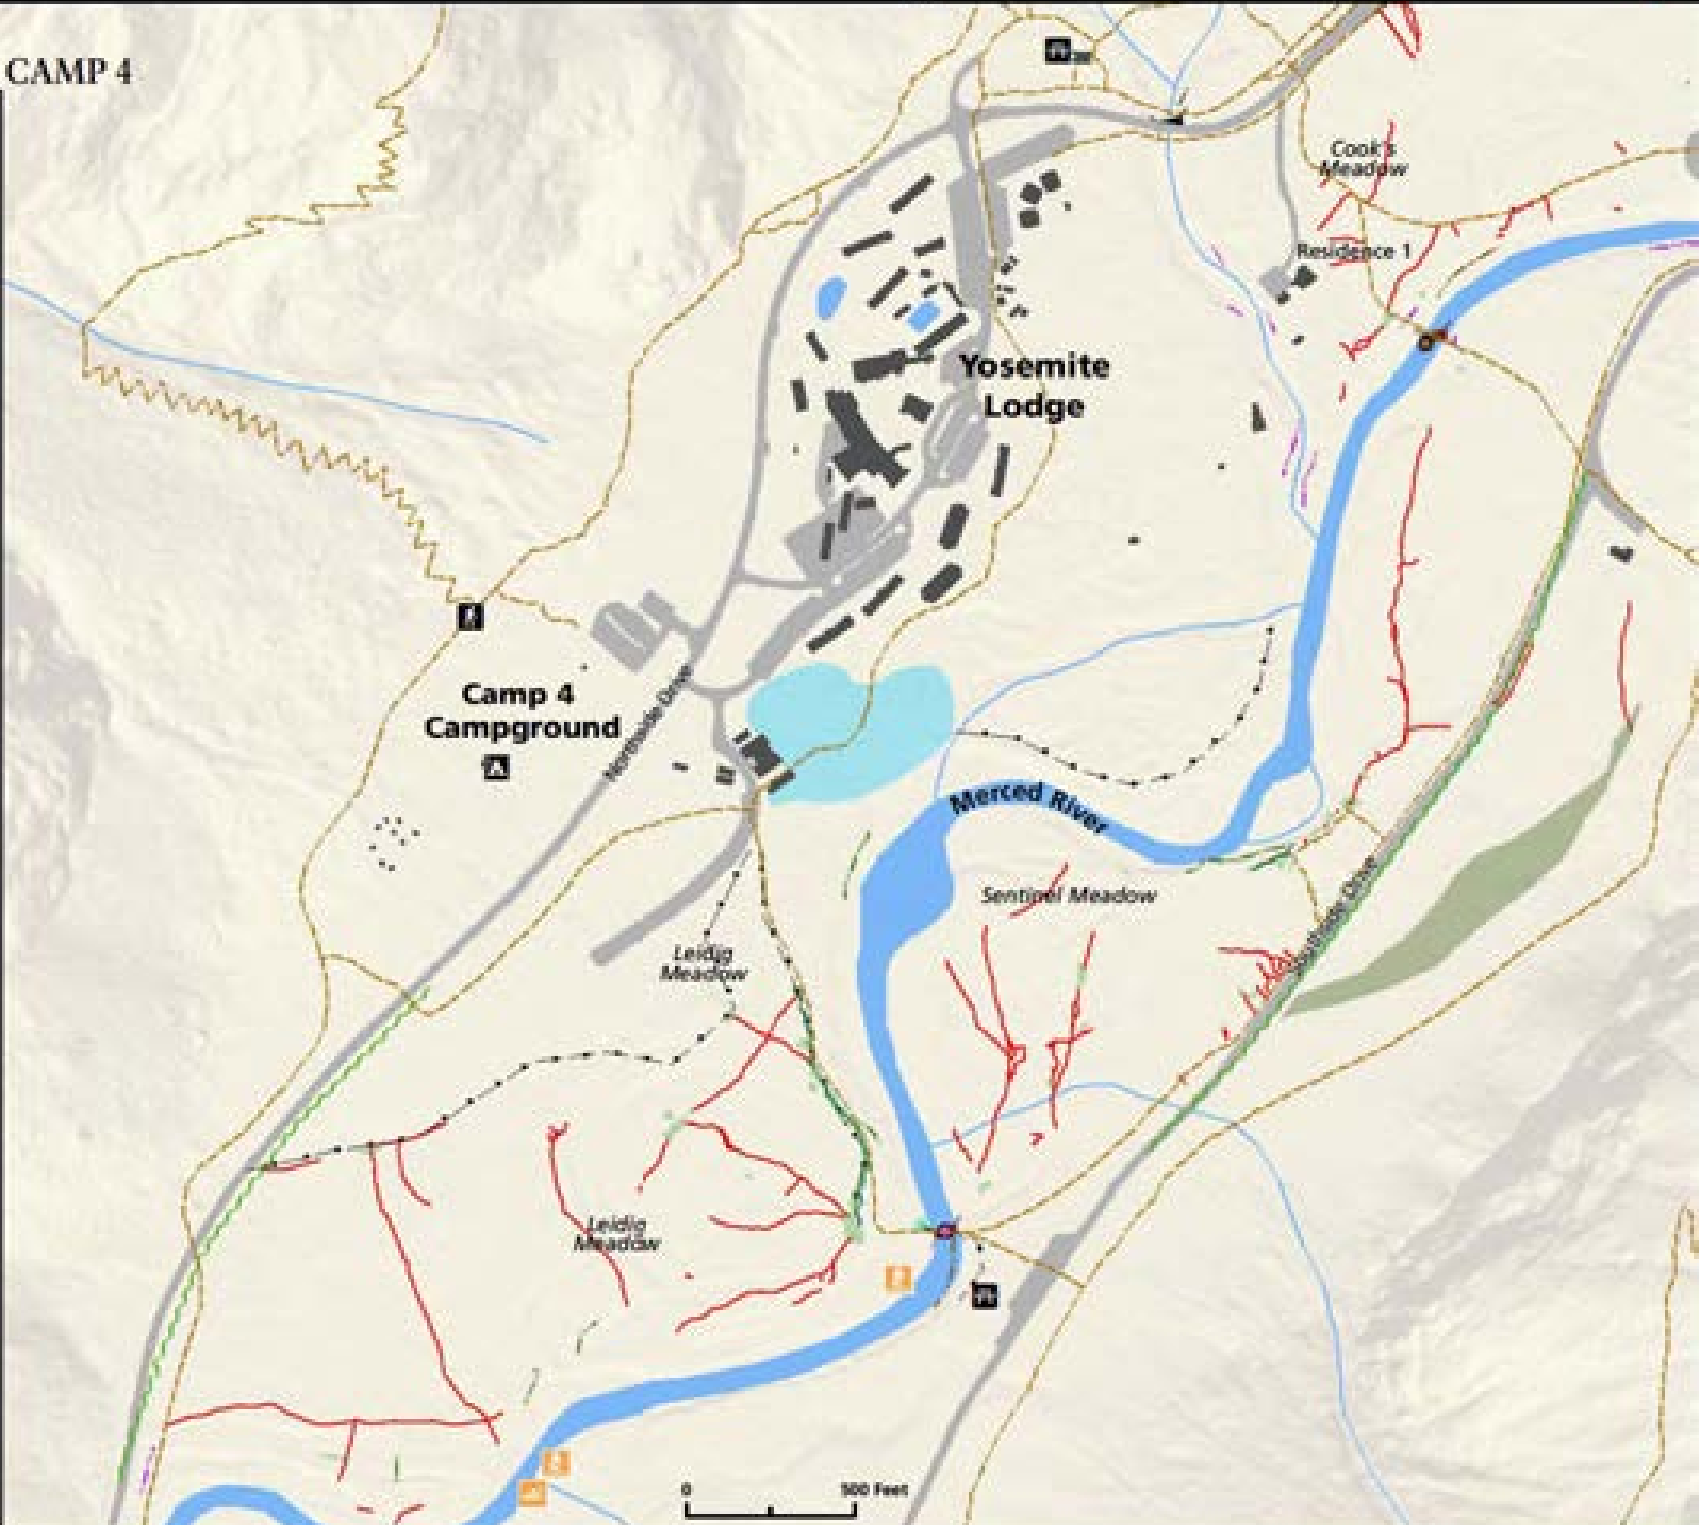 CAMP 4
Cook's
Meadow
Residence 1
Yosemite
Lodge
Camp 4
Campground
Northside Drive
Merced River
Sentinel Meadow
Southside Drive
Leidig
Meadow
Leidig
Meadow
0 500 Feet